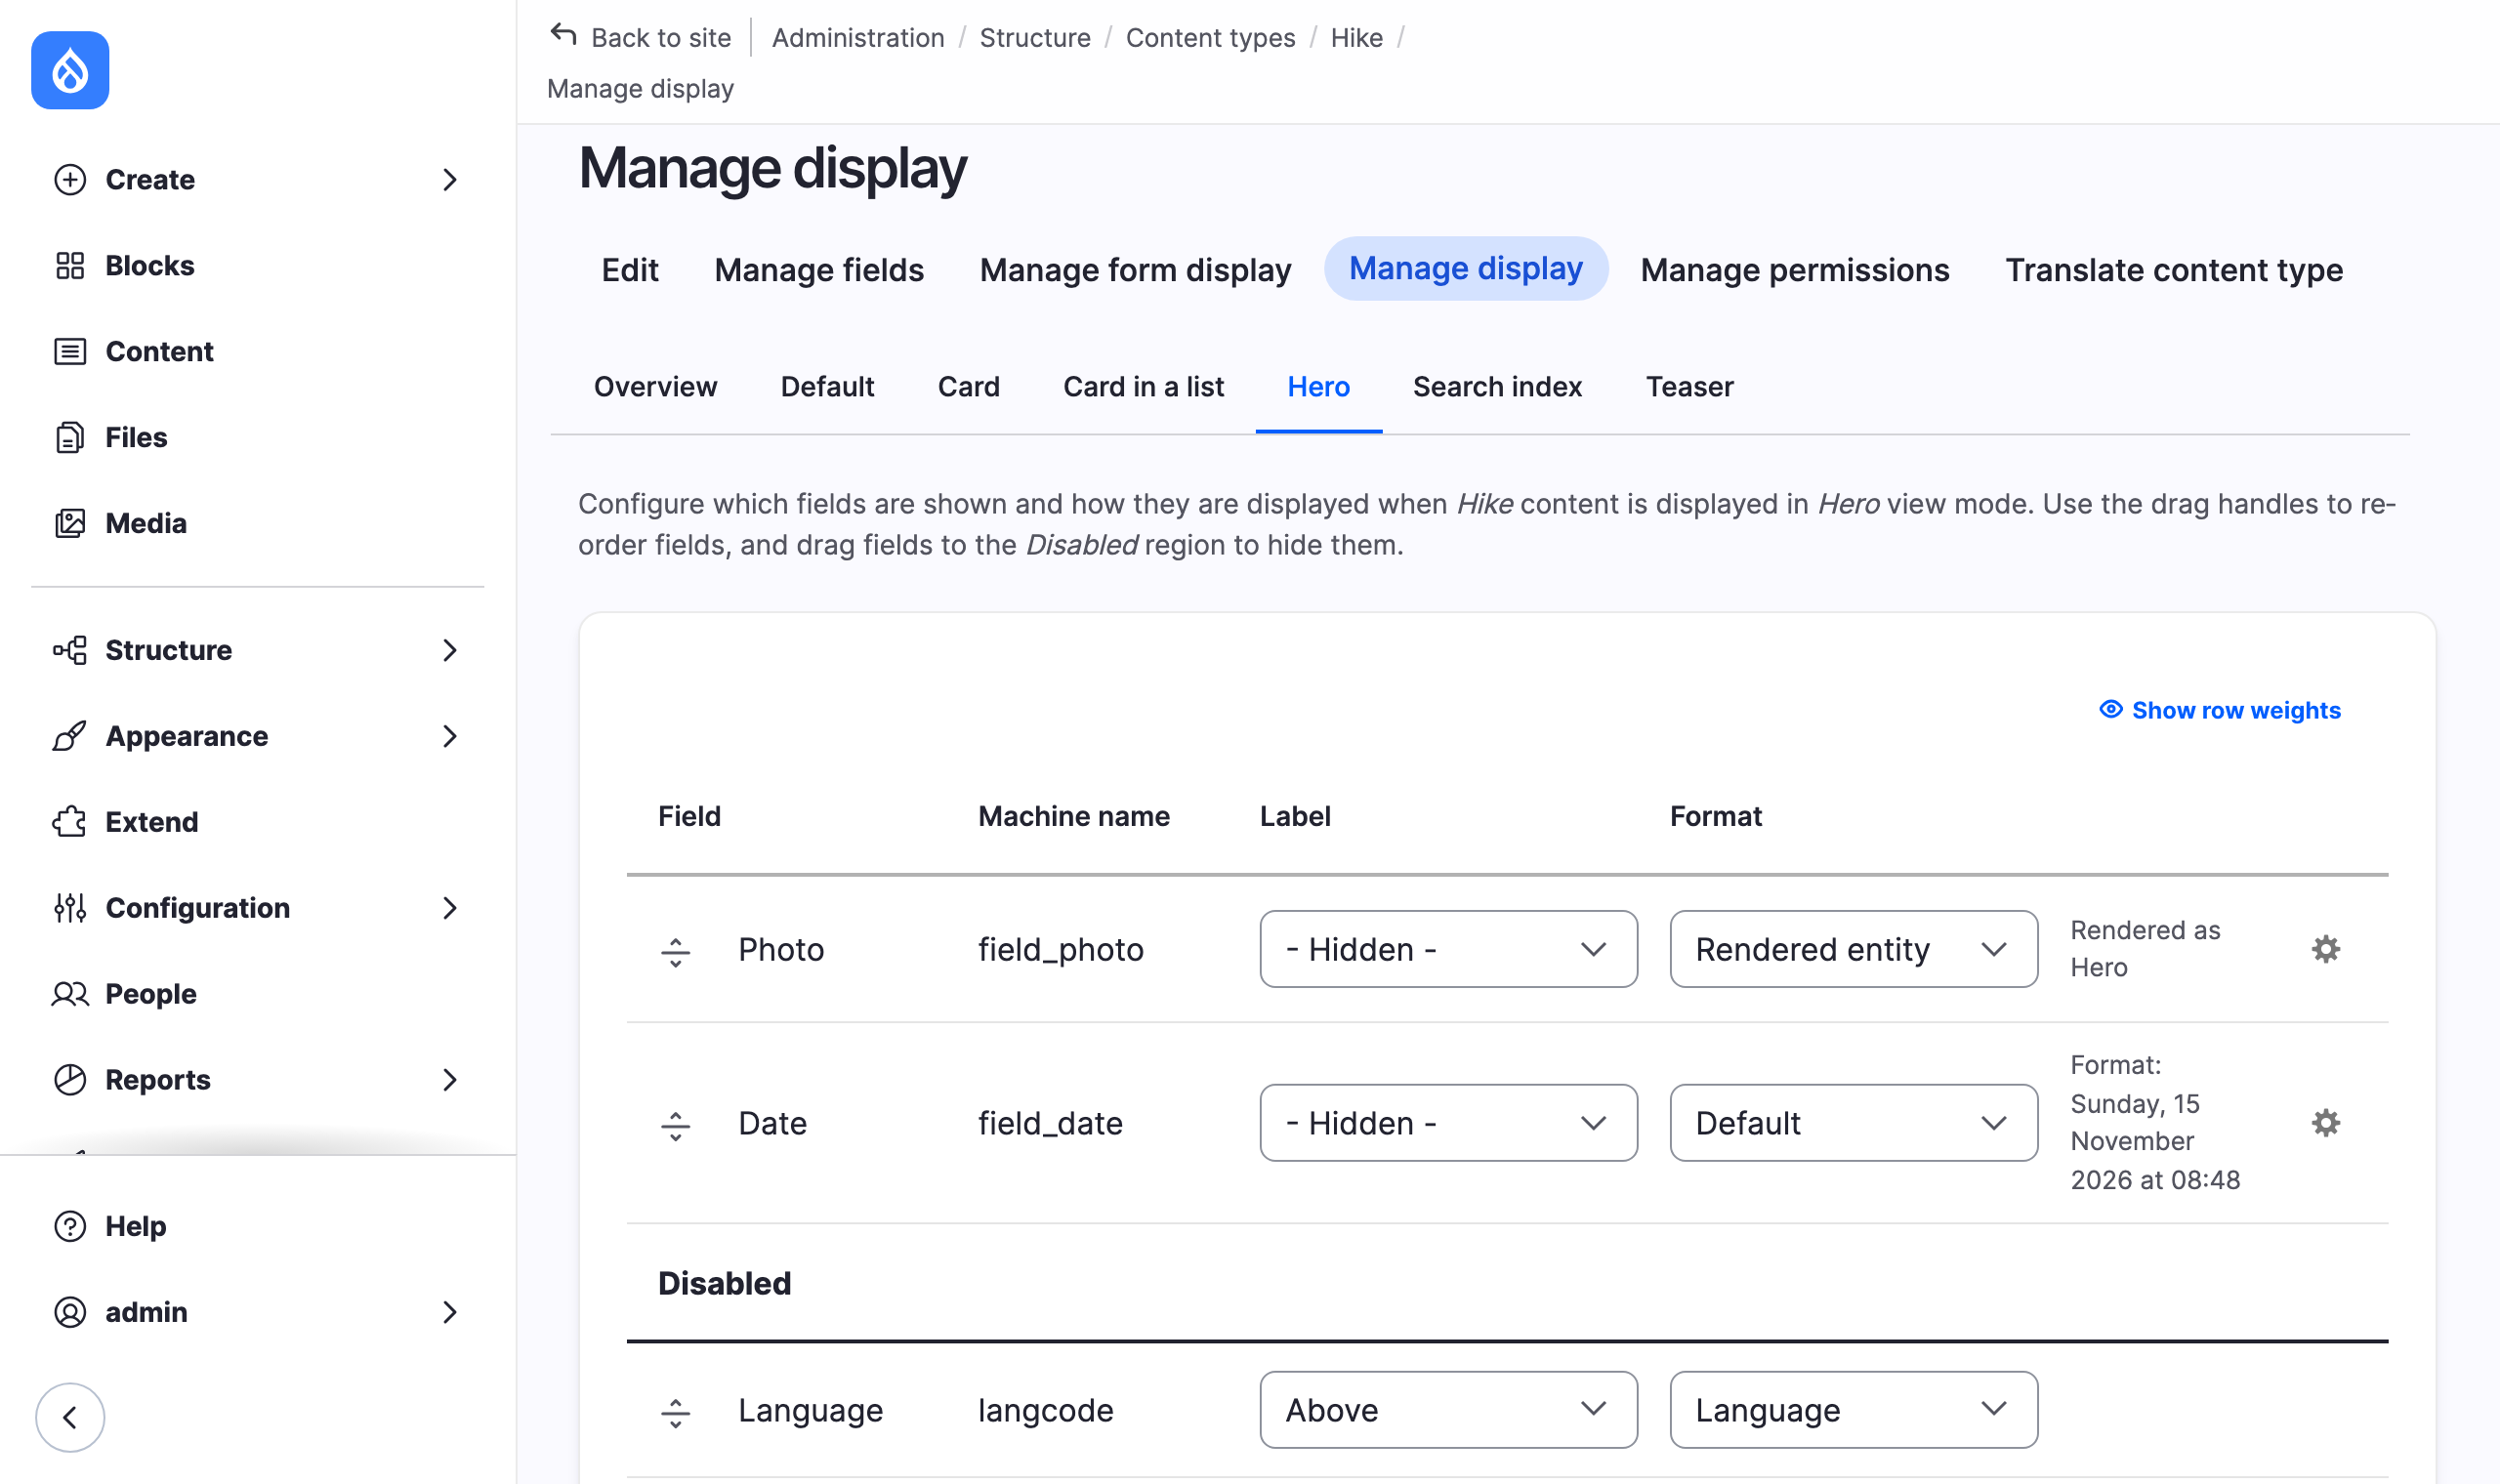 Back to site
Administration / Structure / Content types / Hike /
Manage display
Create
Blocks
Content
Files
Media
Structure
Appearance
Extend
Configuration
People
Reports
Help
admin
Manage display
Edit
Manage fields
Manage form display
Manage display
Manage permissions
Translate content type
Overview
Default
Card
Card in a list
Hero
Search index
Teaser
Configure which fields are shown and how they are displayed when Hike content is displayed in Hero view mode. Use the drag handles to re-
order fields, and drag fields to the Disabled region to hide them.
Show row weights
Field
Machine name
Label
Format
Photo
field_photo
- Hidden -
Rendered entity
Rendered as
Hero
Date
field_date
- Hidden -
Default
Format:
Sunday, 15
November
2026 at 08:48
Disabled
Language
langcode
Above
Language